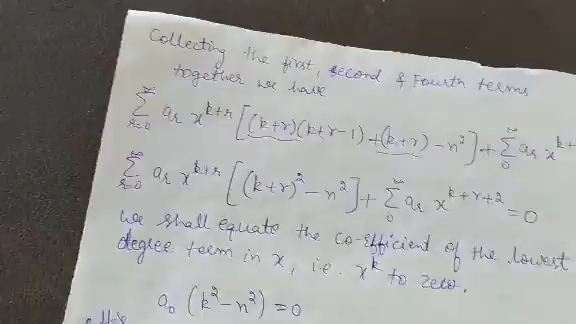 Collecting the first, second & Fourth terms
together we have
∞∑r=0 aᵣ x^{k+r} [(k+r)(k+r-1)+(k+r)-n²] + ∞∑0 aᵣ x^{k+
∞∑r=0 aᵣ x^{k+r} [(k+r)²-n²] + ∞∑0 aᵣ x^{k+r+2} = 0
we shall equate the co-efficient of the lowest
degree term in x, i.e. x^k to zero.
a₀ (k²-n²) = 0